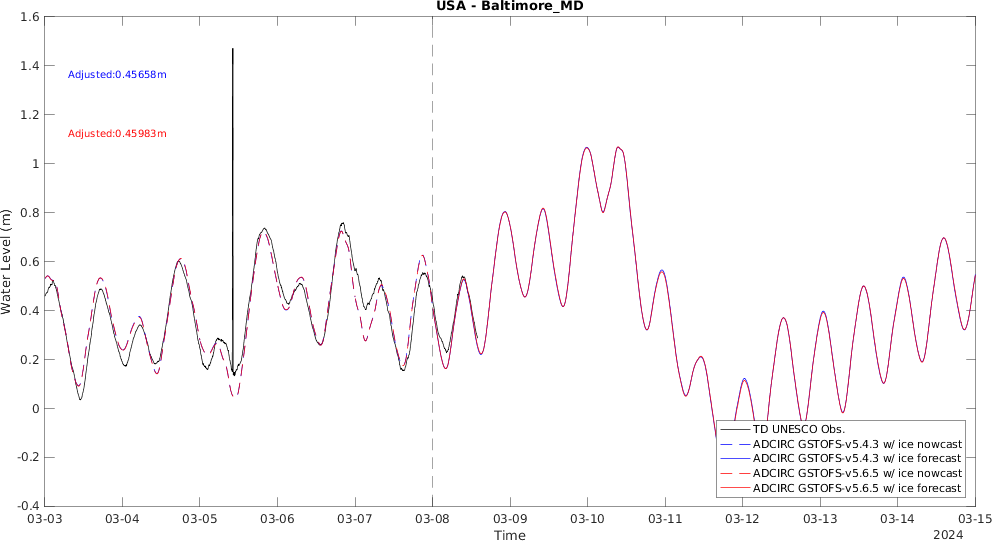 USA - Baltimore_MD
1.6
1.4
1.2
1
0.8
0.6
0.4
0.2
0
-0.2
-0.4
Water Level (m)
Adjusted:0.45658m
Adjusted:0.45983m
TD UNESCO Obs.
ADCIRC GSTOFS-v5.4.3 w/ ice nowcast
ADCIRC GSTOFS-v5.4.3 w/ ice forecast
ADCIRC GSTOFS-v5.6.5 w/ ice nowcast
ADCIRC GSTOFS-v5.6.5 w/ ice forecast
03-03 03-04 03-05 03-06 03-07 03-08 03-09 03-10 03-11 03-12 03-13 03-14 03-15
Time
2024